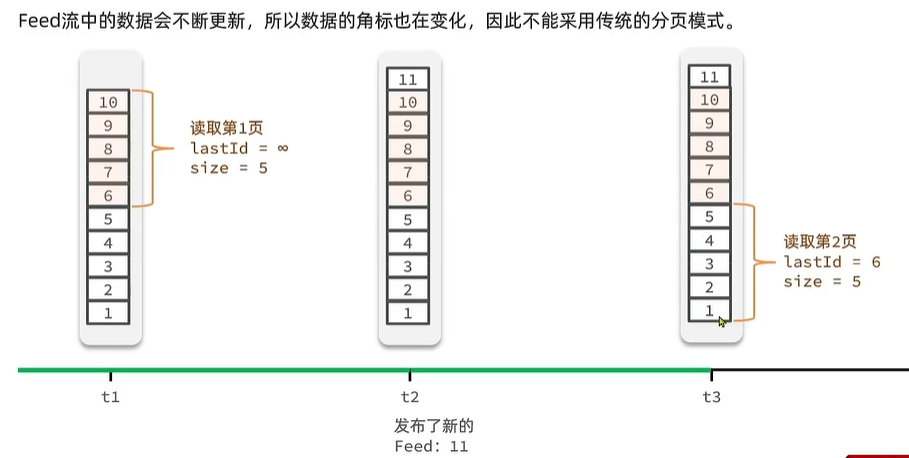 Feed流中的数据会不断更新，所以数据的角标也在变化，因此不能采用传统的分页模式。
10
9
8
7
6
5
4
3
2
1
读取第1页
lastId = ∞
size = 5
11
10
9
8
7
6
5
4
3
2
1
11
10
9
8
7
6
5
4
3
2
1
读取第2页
lastId = 6
size = 5
t1
t2
t3
发布了新的
Feed：11